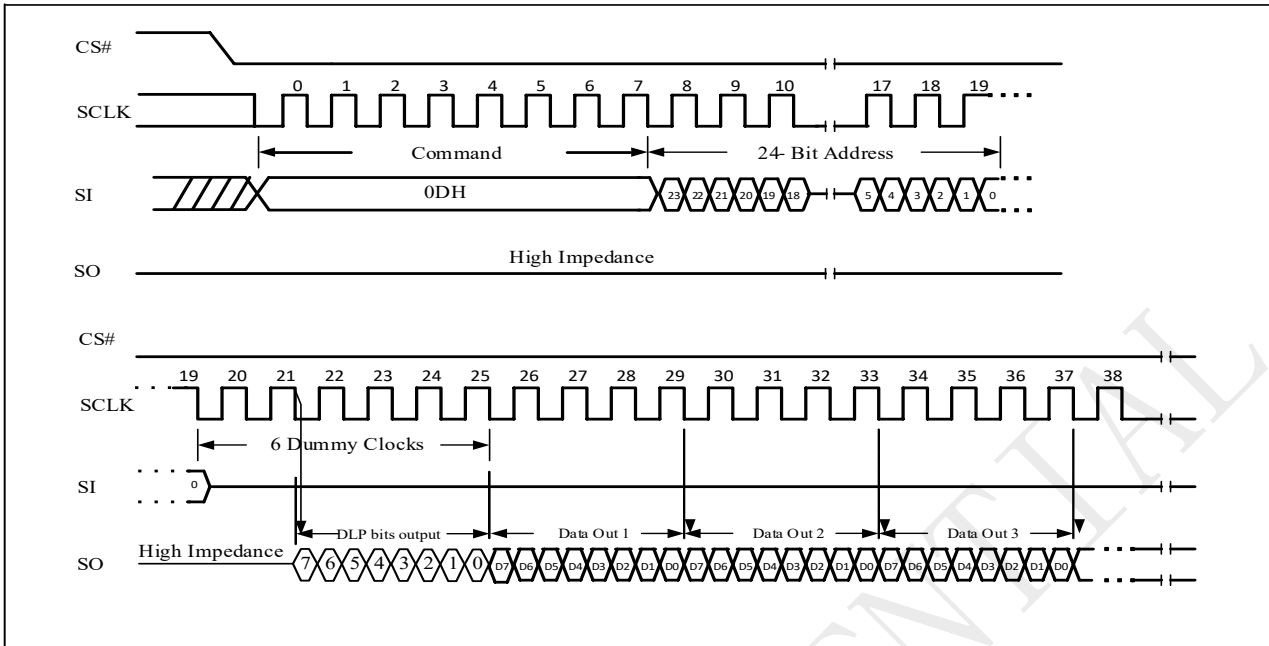 CS#
0 1 2 3 4 5 6 7 8 9 10 17 18 19
SCLK
Command 24- Bit Address
SI 0DH 23 22 21 20 19 18 5 4 3 2 1 0
High Impedance
SO
CS#
19 20 21 22 23 24 25 26 27 28 29 30 31 32 33 34 35 36 37 38
SCLK
6 Dummy Clocks
SI 0
DLP bits output Data Out 1 Data Out 2 Data Out 3
High Impedance
SO 7 6 5 4 3 2 1 0 D7 D6 D5 D4 D3 D2 D1 D0 D7 D6 D5 D4 D3 D2 D1 D0 D7 D6 D5 D4 D3 D2 D1 D0
NTIAL